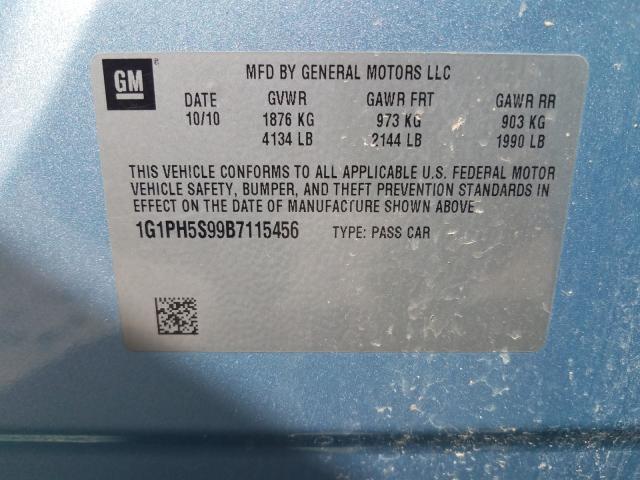 GM ®
MFD BY GENERAL MOTORS LLC
DATE GVWR GAWR FRT GAWR RR
10/10 1876 KG 973 KG 903 KG
4134 LB 2144 LB 1990 LB
THIS VEHICLE CONFORMS TO ALL APPLICABLE U.S. FEDERAL MOTOR
VEHICLE SAFETY, BUMPER, AND THEFT PREVENTION STANDARDS IN
EFFECT ON THE DATE OF MANUFACTURE SHOWN ABOVE
1G1PH5S99B7115456 TYPE: PASS CAR